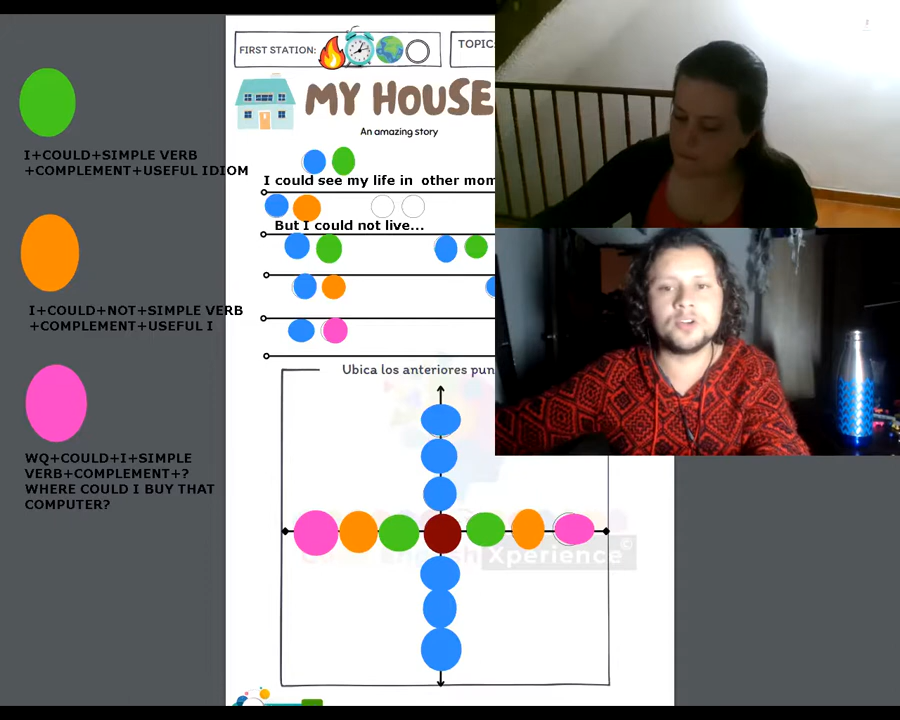 FIRST STATION:
TOPIC:
MY HOUSE
An amazing story
I+COULD+SIMPLE VERB
+COMPLEMENT+USEFUL IDIOM
I could see my life in other mom
But I could not live...
I+COULD+NOT+SIMPLE VERB
+COMPLEMENT+USEFUL I
Ubica los anteriores pun
WQ+COULD+I+SIMPLE
VERB+COMPLEMENT+?
WHERE COULD I BUY THAT
COMPUTER?
Xperience©